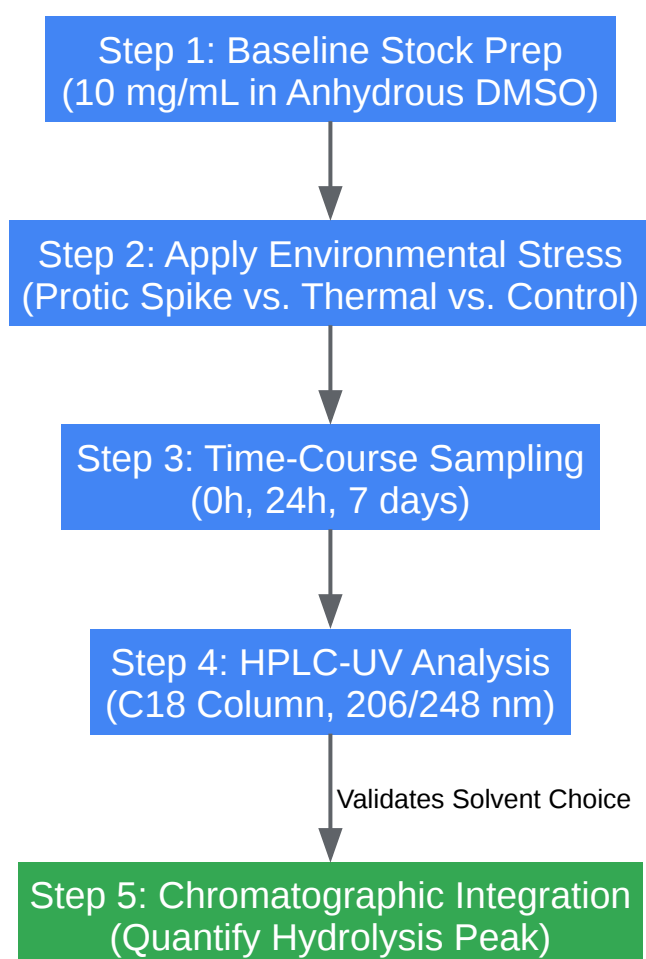 Step 1: Baseline Stock Prep
(10 mg/mL in Anhydrous DMSO)
Step 2: Apply Environmental Stress
(Protic Spike vs. Thermal vs. Control)
Step 3: Time-Course Sampling
(0h, 24h, 7 days)
Step 4: HPLC-UV Analysis
(C18 Column, 206/248 nm)
Validates Solvent Choice
Step 5: Chromatographic Integration
(Quantify Hydrolysis Peak)